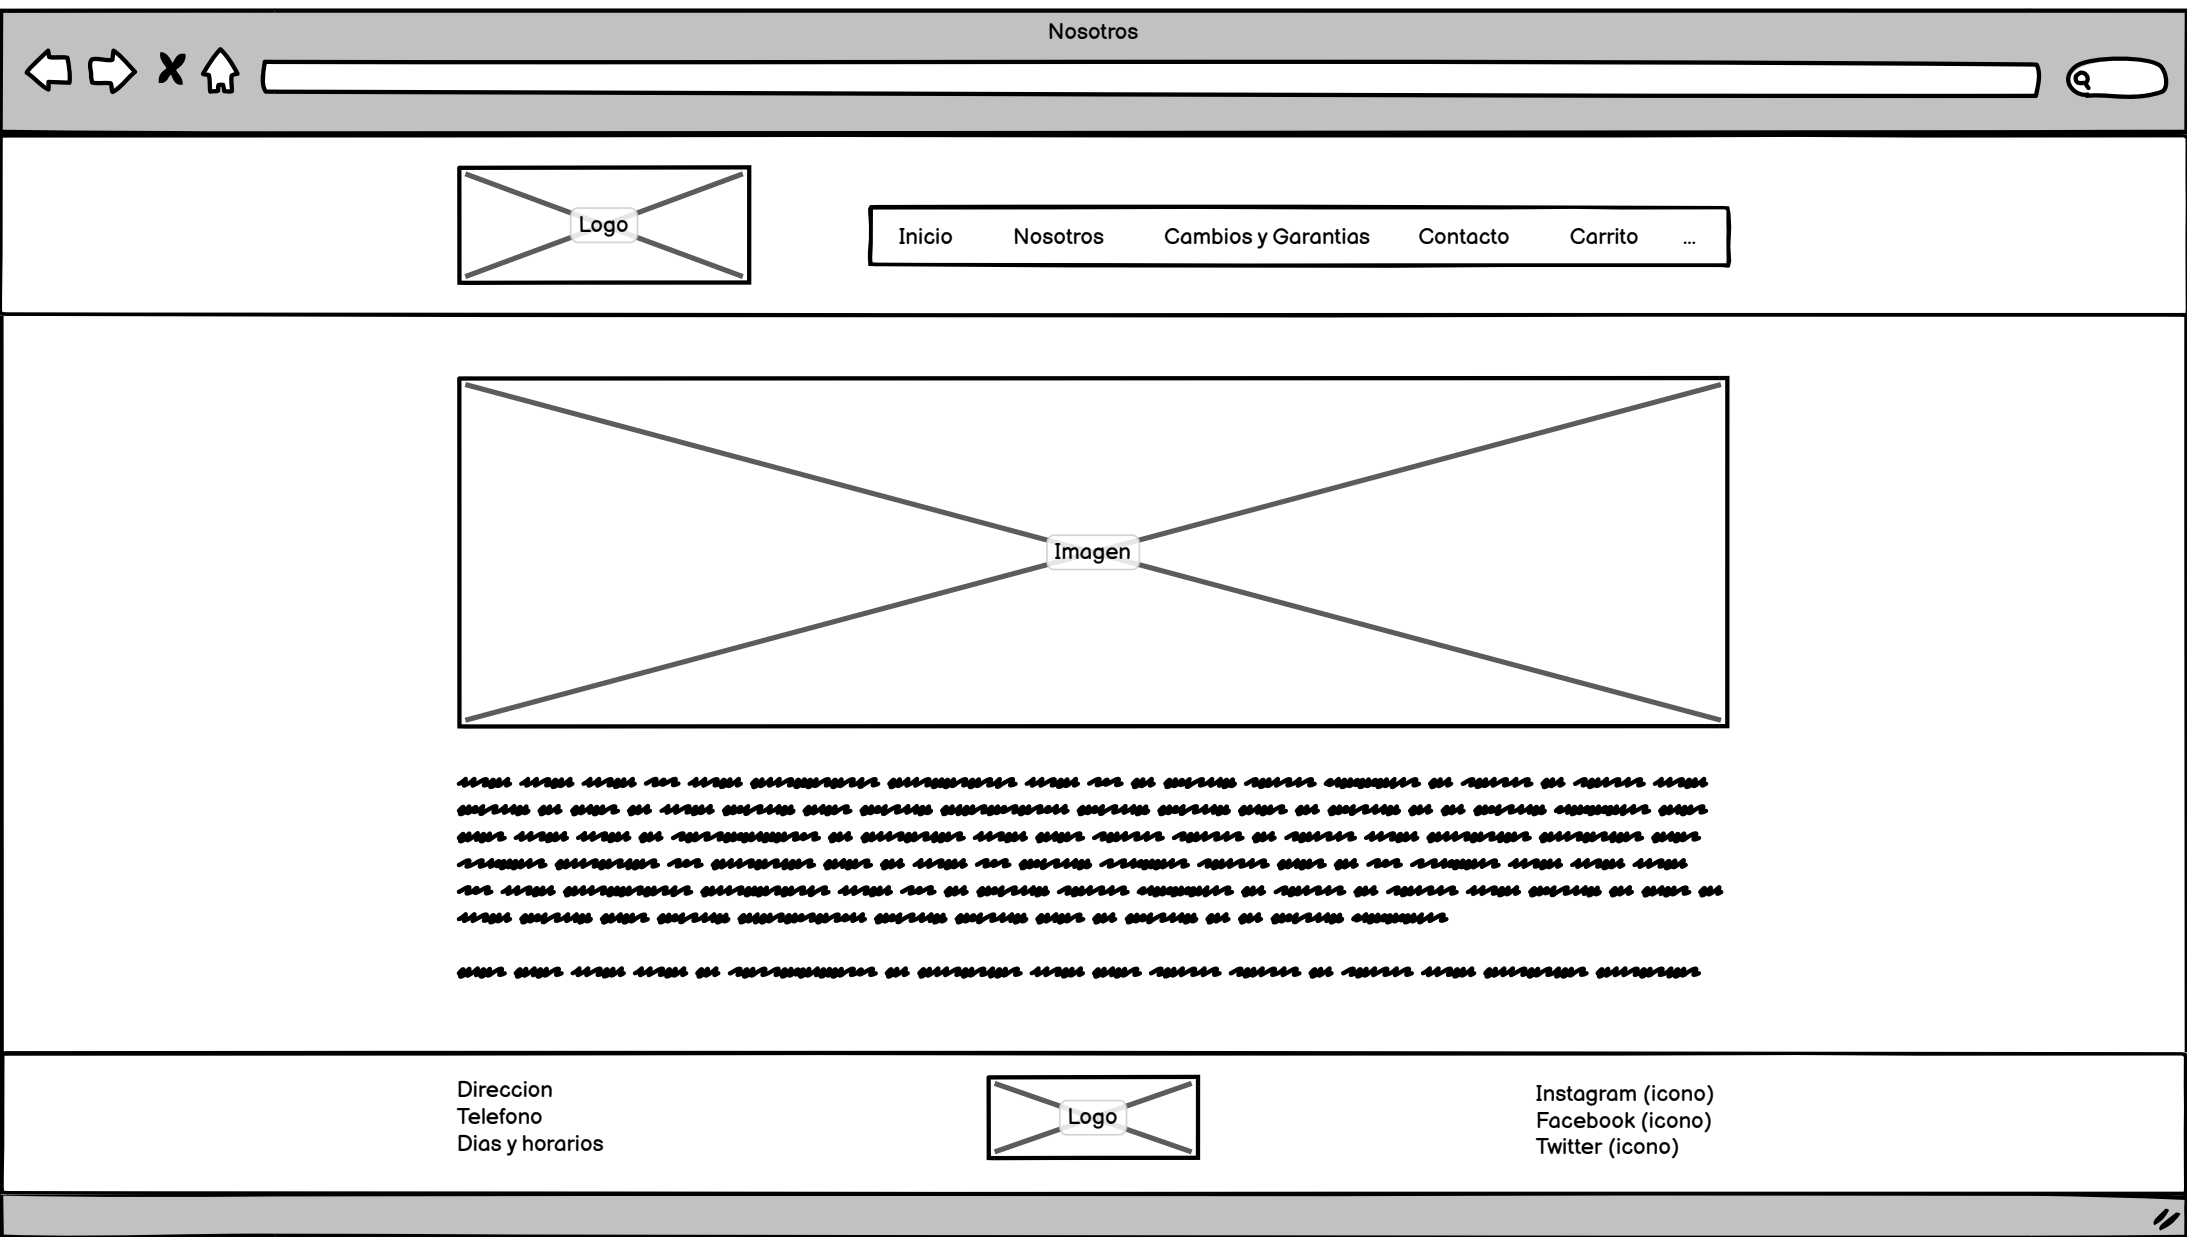 Nosotros
Logo
Inicio Nosotros Cambios y Garantias Contacto Carrito ...
Imagen
Direccion
Telefono
Dias y horarios
Logo
Instagram (icono)
Facebook (icono)
Twitter (icono)